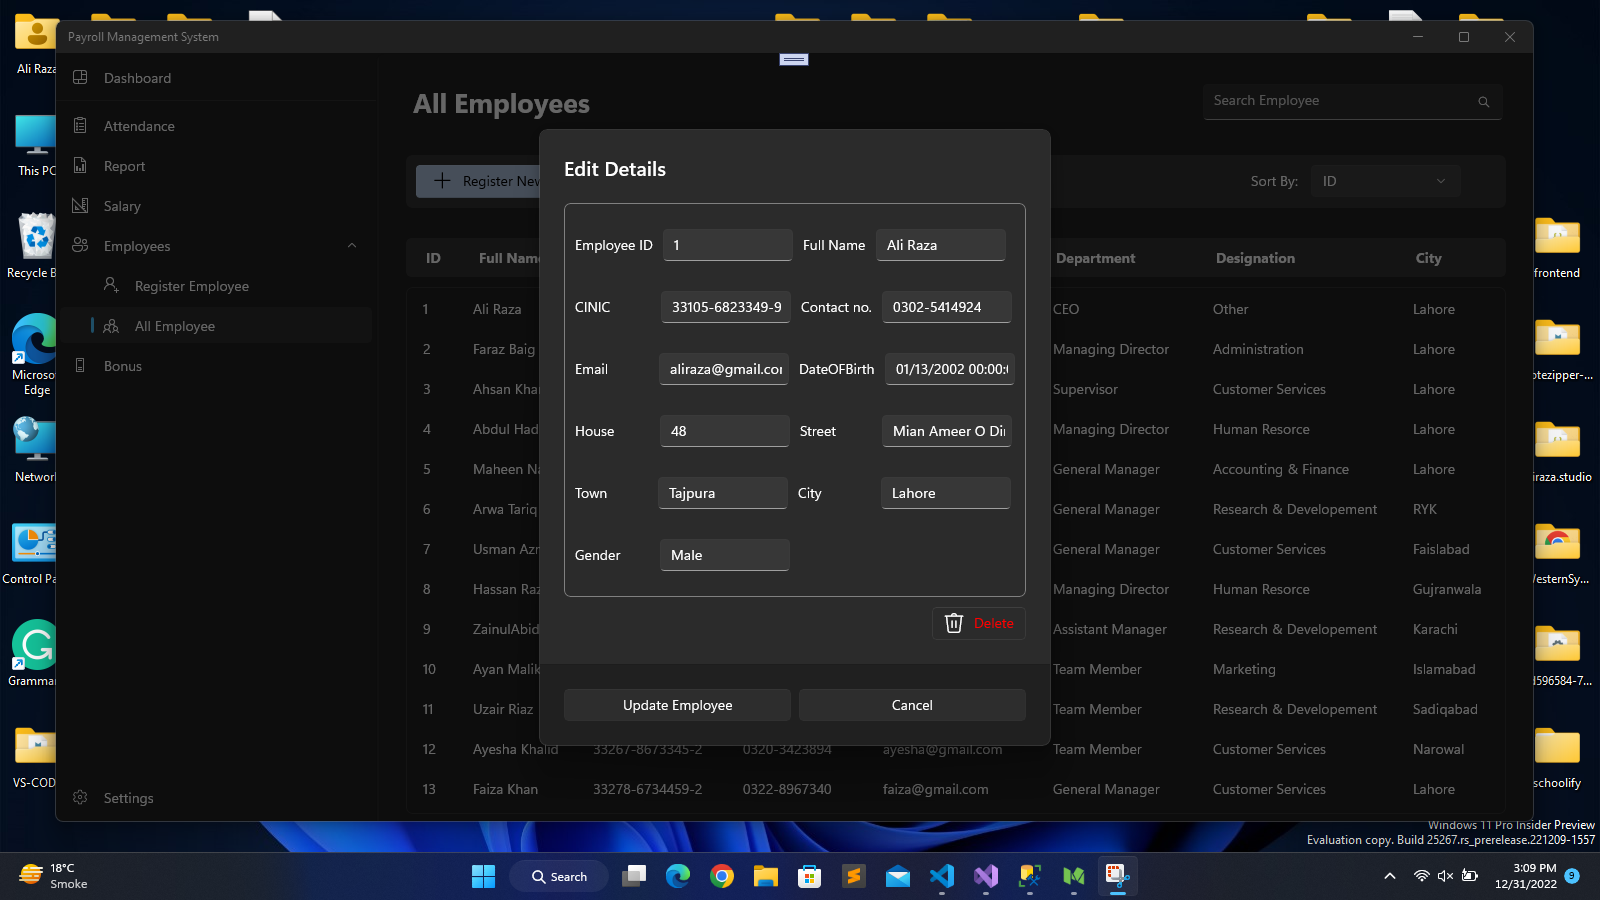 Payroll Management System
Ali Raza
This PC
Recycle B
Microso
Edge
Networ
Control Pa
Grammar
VS-COD
Dashboard
Attendance
Report
Salary
Employees
Register Employee
All Employee
Bonus
Settings
All Employees
Search Employee
Register New
Sort By: ID
ID Full Name Department Designation City
1 Ali Raza CEO Other Lahore
2 Faraz Baig Managing Director Administration Lahore
3 Ahsan Khan Supervisor Customer Services Lahore
4 Abdul Had Managing Director Human Resorce Lahore
5 Maheen Na General Manager Accounting & Finance Lahore
6 Arwa Tariq General Manager Research & Developement RYK
7 Usman Azm General Manager Customer Services Faislabad
8 Hassan Raz Managing Director Human Resorce Gujranwala
9 ZainulAbid Assistant Manager Research & Developement Karachi
10 Ayan Malik Team Member Marketing Islamabad
11 Uzair Riaz Team Member Research & Developement Sadiqabad
12 Ayesha Khalid 33267-8673345-2 0320-3423894 ayesha@gmail.com Team Member Customer Services Narowal
13 Faiza Khan 33278-6734459-2 0322-8967340 faiza@gmail.com General Manager Customer Services Lahore
Edit Details
Employee ID 1 Full Name Ali Raza
CINIC 33105-6823349-9 Contact no. 0302-5414924
Email aliraza@gmail.com DateOFBirth 01/13/2002 00:00:0
House 48 Street Mian Ameer O Di
Town Tajpura City Lahore
Gender Male
Delete
Update Employee Cancel
frontend
otezipper-...
iraza.studio
VesternSy...
l596584-7...
schoolify
Windows 11 Pro Insider Preview
Evaluation copy. Build 25267.rs_prerelease.221209-1557
18°C
Smoke
Search
3:09 PM
12/31/2022
9